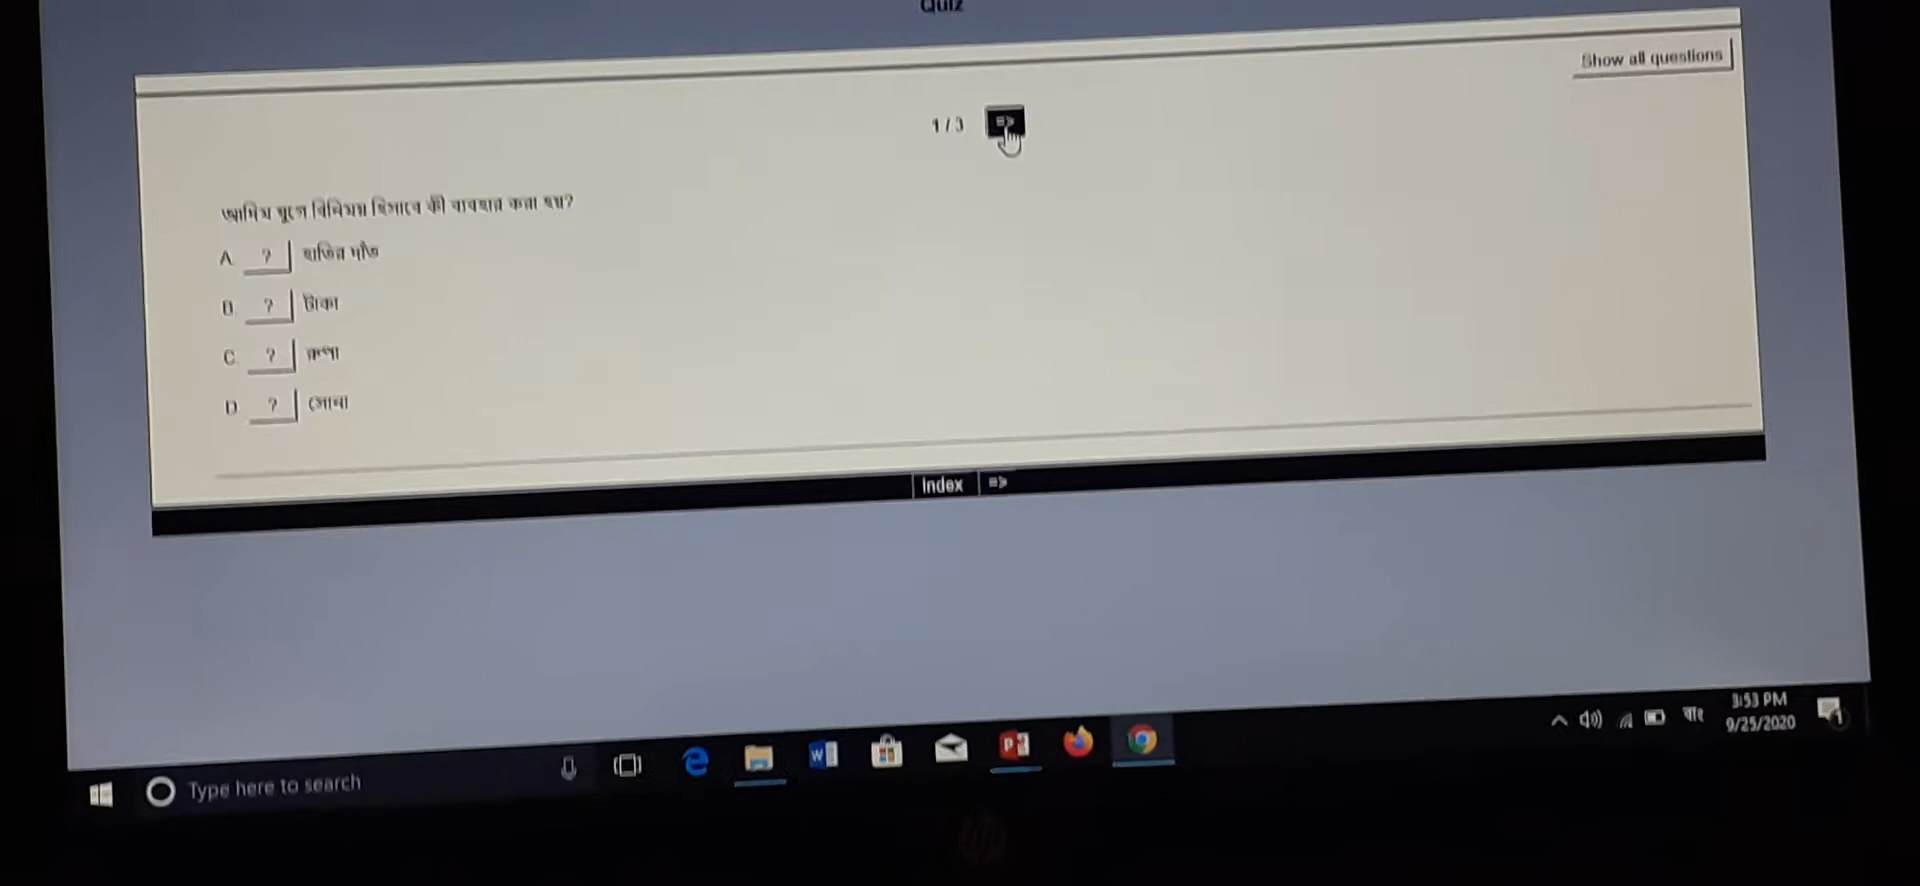 Quiz
Show all questions
1 / 3 =>
আদিম যুগে বিনিময় হিসাবে কী ব্যবহার করা হয়?
A. ? হাতির দাঁত
B. ? টাকা
C. ? রুপা
D. ? সোনা
Index =>
3:53 PM
বাং
9/25/2020
Type here to search
hp